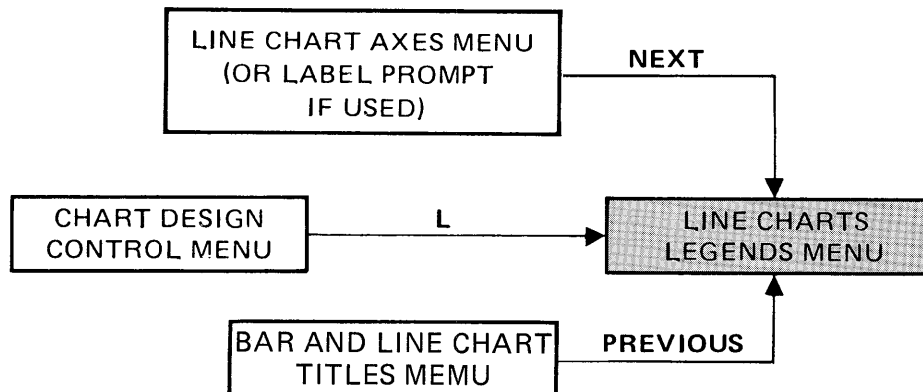 LINE CHART AXES MENU
(OR LABEL PROMPT
IF USED)
NEXT
CHART DESIGN
CONTROL MENU
L
LINE CHARTS
LEGENDS MENU
BAR AND LINE CHART
TITLES MEMU
PREVIOUS